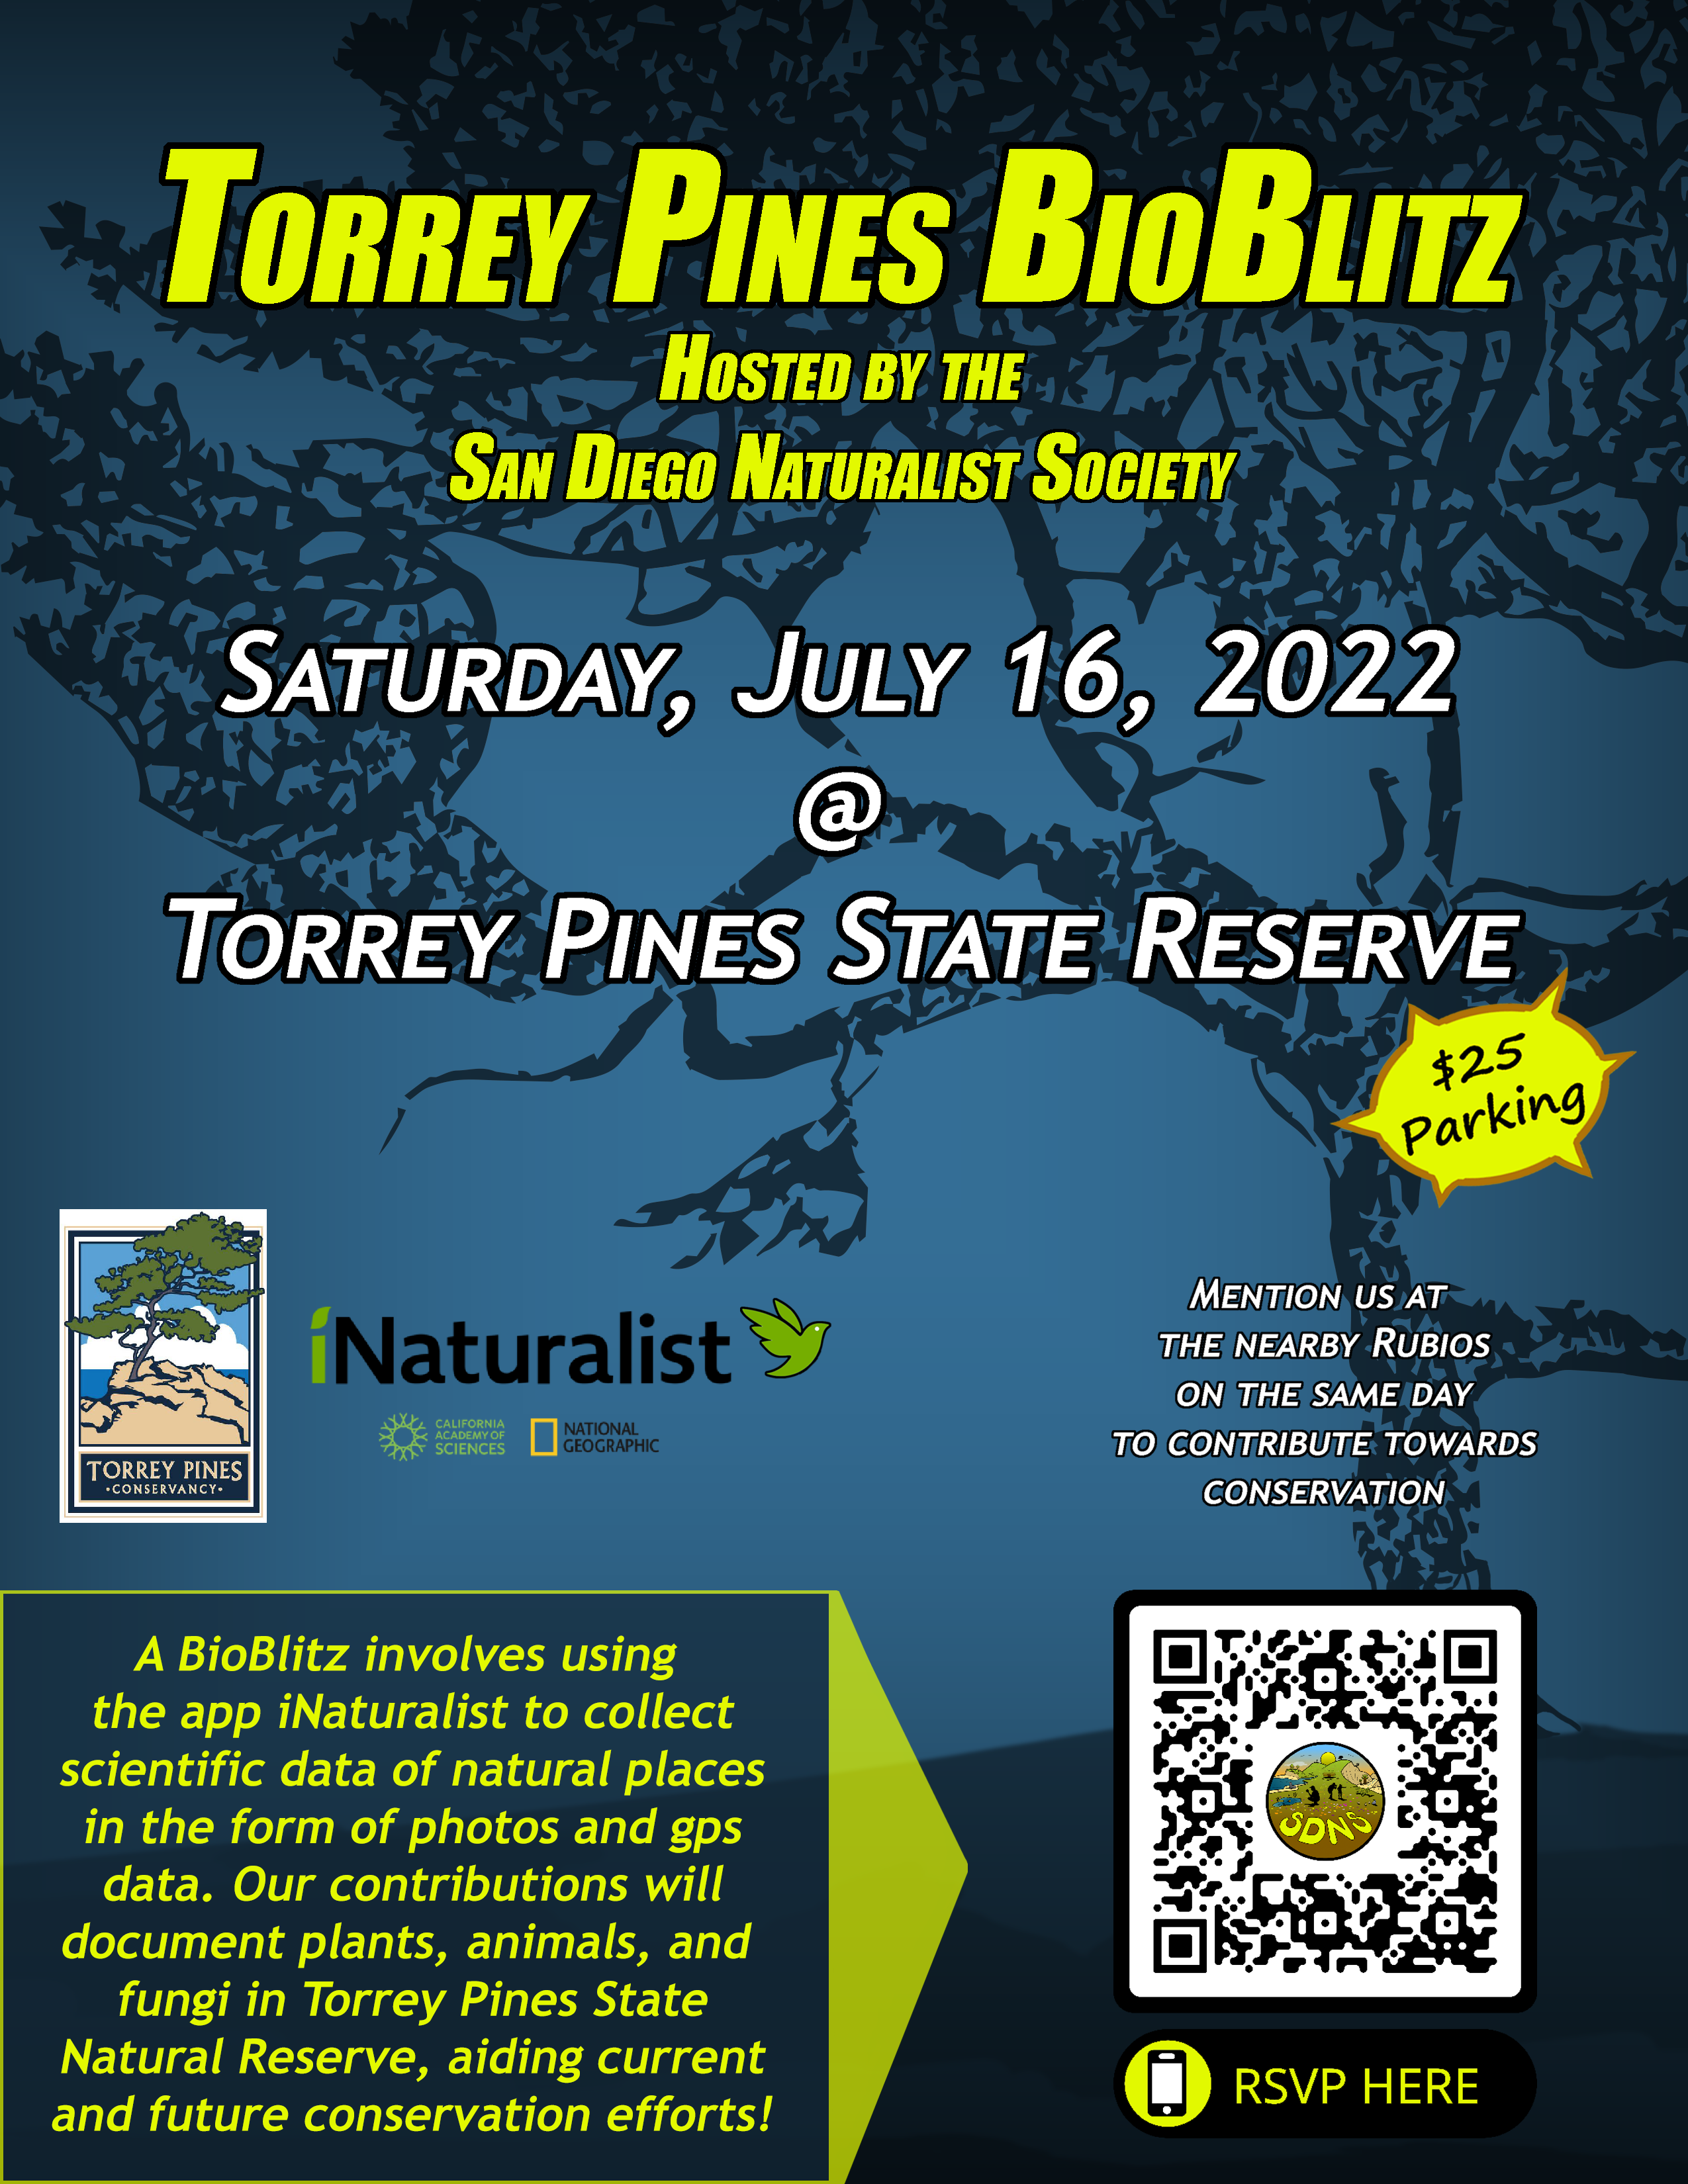 Torrey Pines BioBlitz
Hosted by the
San Diego Naturalist Society
Saturday, July 16, 2022
@
Torrey Pines State Reserve
$25
Parking
TORREY PINES
•CONSERVANCY•
iNaturalist
CALIFORNIA
ACADEMY OF
SCIENCES
NATIONAL
GEOGRAPHIC
Mention us at
the nearby Rubios
on the same day
to contribute towards
conservation
A BioBlitz involves using
the app iNaturalist to collect
scientific data of natural places
in the form of photos and gps
data. Our contributions will
document plants, animals, and
fungi in Torrey Pines State
Natural Reserve, aiding current
and future conservation efforts!
SDNS
RSVP HERE